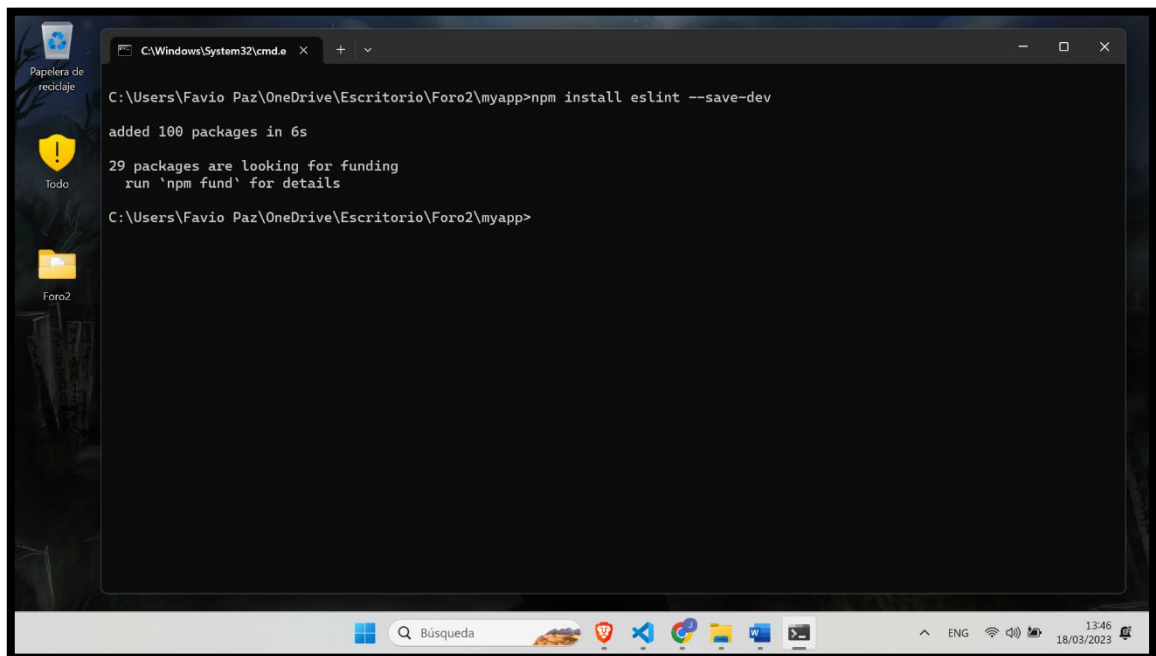 Papelera de
reciclaje
Todo
Foro2
C:\Windows\System32\cmd.e
C:\Users\Favio Paz\OneDrive\Escritorio\Foro2\myapp>npm install eslint --save-dev
added 100 packages in 6s
29 packages are looking for funding
run `npm fund` for details
C:\Users\Favio Paz\OneDrive\Escritorio\Foro2\myapp>
Búsqueda
ENG
13:46
18/03/2023